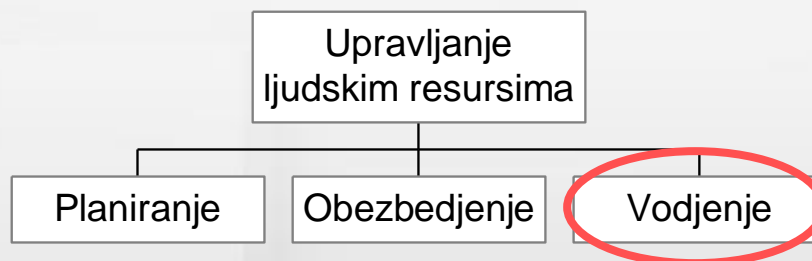 Upravljanje
ljudskim resursima
Planiranje
Obezbedjenje
Vodjenje